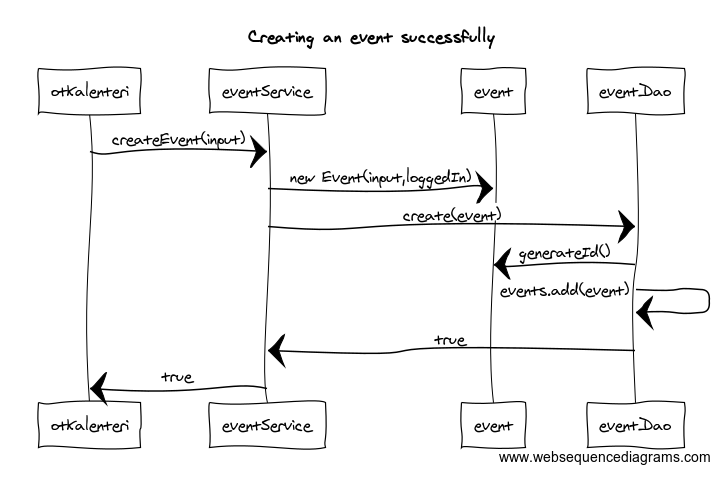 Creating an event successfully
otKalenteri eventService event eventDao
createEvent(input)
new Event(input,loggedIn)
create(event)
generateId()
events.add(event)
true
true
otKalenteri eventService event eventDao
www.websequencediagrams.com